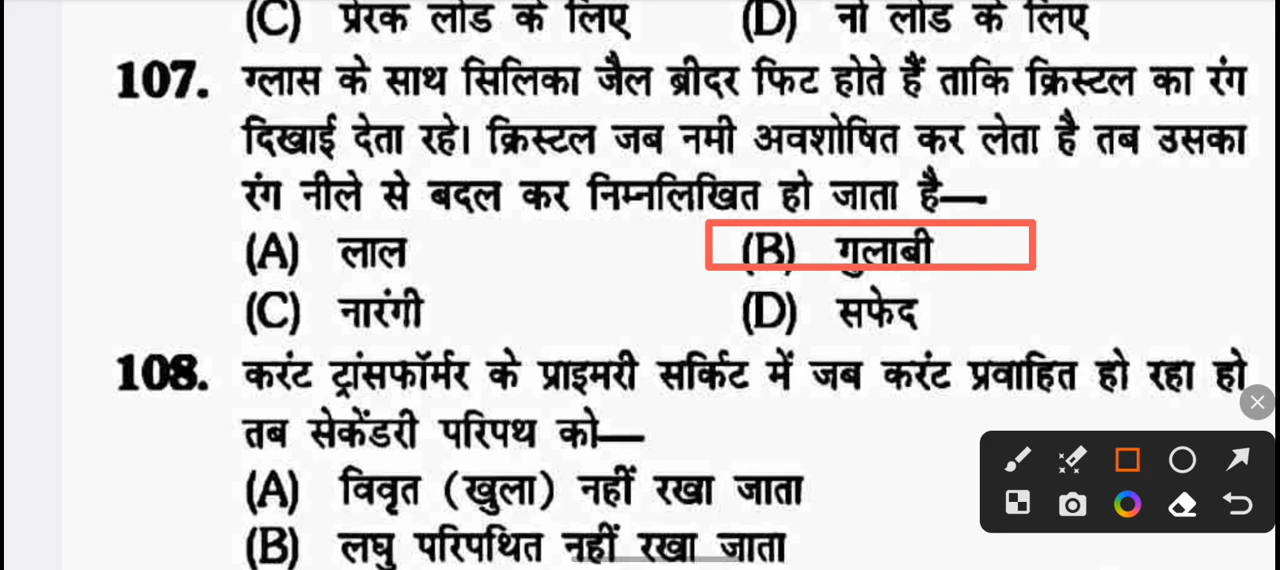 (C) प्रेरक लोड के लिए (D) नो लोड के लिए
107. ग्लास के साथ सिलिका जैल ब्रीदर फिट होते हैं ताकि क्रिस्टल का रंग
दिखाई देता रहे। क्रिस्टल जब नमी अवशोषित कर लेता है तब उसका
रंग नीले से बदल कर निम्नलिखित हो जाता है—
(A) लाल (B) गुलाबी
(C) नारंगी (D) सफेद
108. करंट ट्रांसफॉर्मर के प्राइमरी सर्किट में जब करंट प्रवाहित हो रहा हो
तब सेकेंडरी परिपथ को—
(A) विवृत (खुला) नहीं रखा जाता
(B) लघु परिपथित नहीं रखा जाता